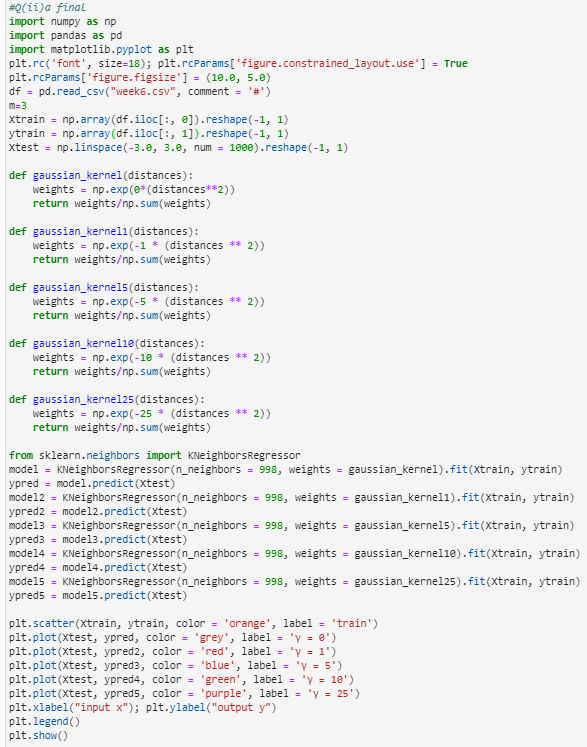 #Q(ii)a final
import numpy as np
import pandas as pd
import matplotlib.pyplot as plt
plt.rc('font', size=18); plt.rcParams['figure.constrained_layout.use'] = True
plt.rcParams['figure.figsize'] = (10.0, 5.0)
df = pd.read_csv("week6.csv", comment = '#')
m=3
Xtrain = np.array(df.iloc[:, 0]).reshape(-1, 1)
ytrain = np.array(df.iloc[:, 1]).reshape(-1, 1)
Xtest = np.linspace(-3.0, 3.0, num = 1000).reshape(-1, 1)

def gaussian_kernel(distances):
    weights = np.exp(0*(distances**2))
    return weights/np.sum(weights)

def gaussian_kernel1(distances):
    weights = np.exp(-1 * (distances ** 2))
    return weights/np.sum(weights)

def gaussian_kernel5(distances):
    weights = np.exp(-5 * (distances ** 2))
    return weights/np.sum(weights)

def gaussian_kernel10(distances):
    weights = np.exp(-10 * (distances ** 2))
    return weights/np.sum(weights)

def gaussian_kernel25(distances):
    weights = np.exp(-25 * (distances ** 2))
    return weights/np.sum(weights)

from sklearn.neighbors import KNeighborsRegressor
model = KNeighborsRegressor(n_neighbors = 998, weights = gaussian_kernel).fit(Xtrain, ytrain)
ypred = model.predict(Xtest)
model2 = KNeighborsRegressor(n_neighbors = 998, weights = gaussian_kernel1).fit(Xtrain, ytrain)
ypred2 = model2.predict(Xtest)
model3 = KNeighborsRegressor(n_neighbors = 998, weights = gaussian_kernel5).fit(Xtrain, ytrain)
ypred3 = model3.predict(Xtest)
model4 = KNeighborsRegressor(n_neighbors = 998, weights = gaussian_kernel10).fit(Xtrain, ytrain)
ypred4 = model4.predict(Xtest)
model5 = KNeighborsRegressor(n_neighbors = 998, weights = gaussian_kernel25).fit(Xtrain, ytrain)
ypred5 = model5.predict(Xtest)

plt.scatter(Xtrain, ytrain, color = 'orange', label = 'train')
plt.plot(Xtest, ypred, color = 'grey', label = 'γ = 0')
plt.plot(Xtest, ypred2, color = 'red', label = 'γ = 1')
plt.plot(Xtest, ypred3, color = 'blue', label = 'γ = 5')
plt.plot(Xtest, ypred4, color = 'green', label = 'γ = 10')
plt.plot(Xtest, ypred5, color = 'purple', label = 'γ = 25')
plt.xlabel("input x"); plt.ylabel("output y")
plt.legend()
plt.show()